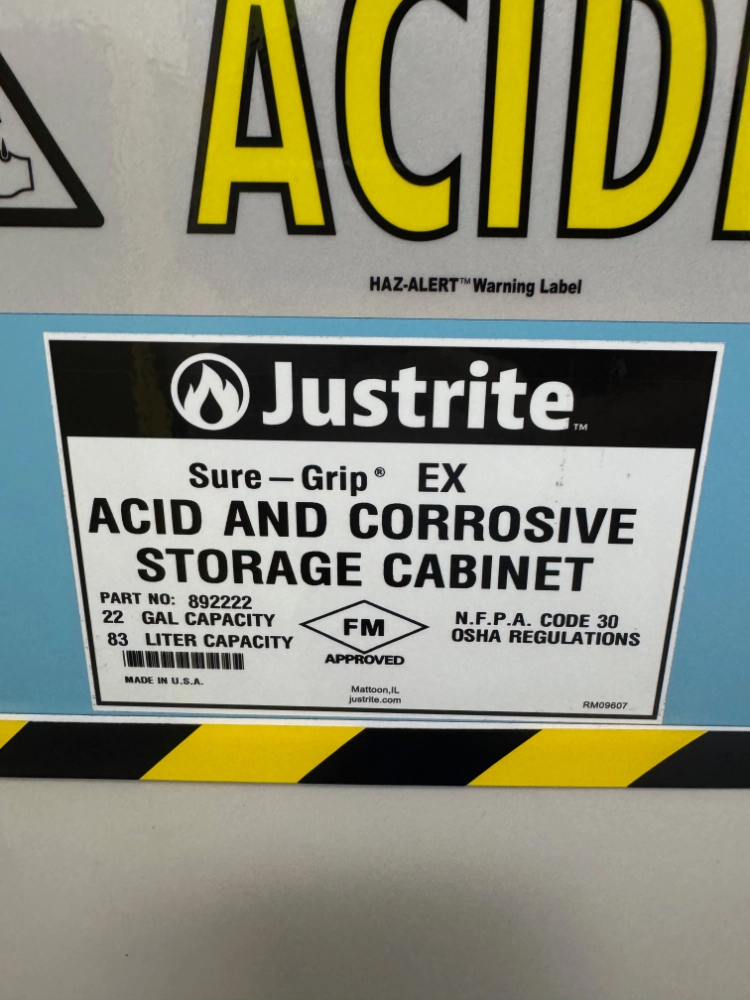 ACID
HAZ-ALERT™ Warning Label
Justrite™
Sure-Grip® EX
ACID AND CORROSIVE
STORAGE CABINET
PART NO: 892222
22 GAL CAPACITY
83 LITER CAPACITY
MADE IN U.S.A.
FM
APPROVED
N.F.P.A. CODE 30
OSHA REGULATIONS
Mattoon,IL
justrite.com
RM09607